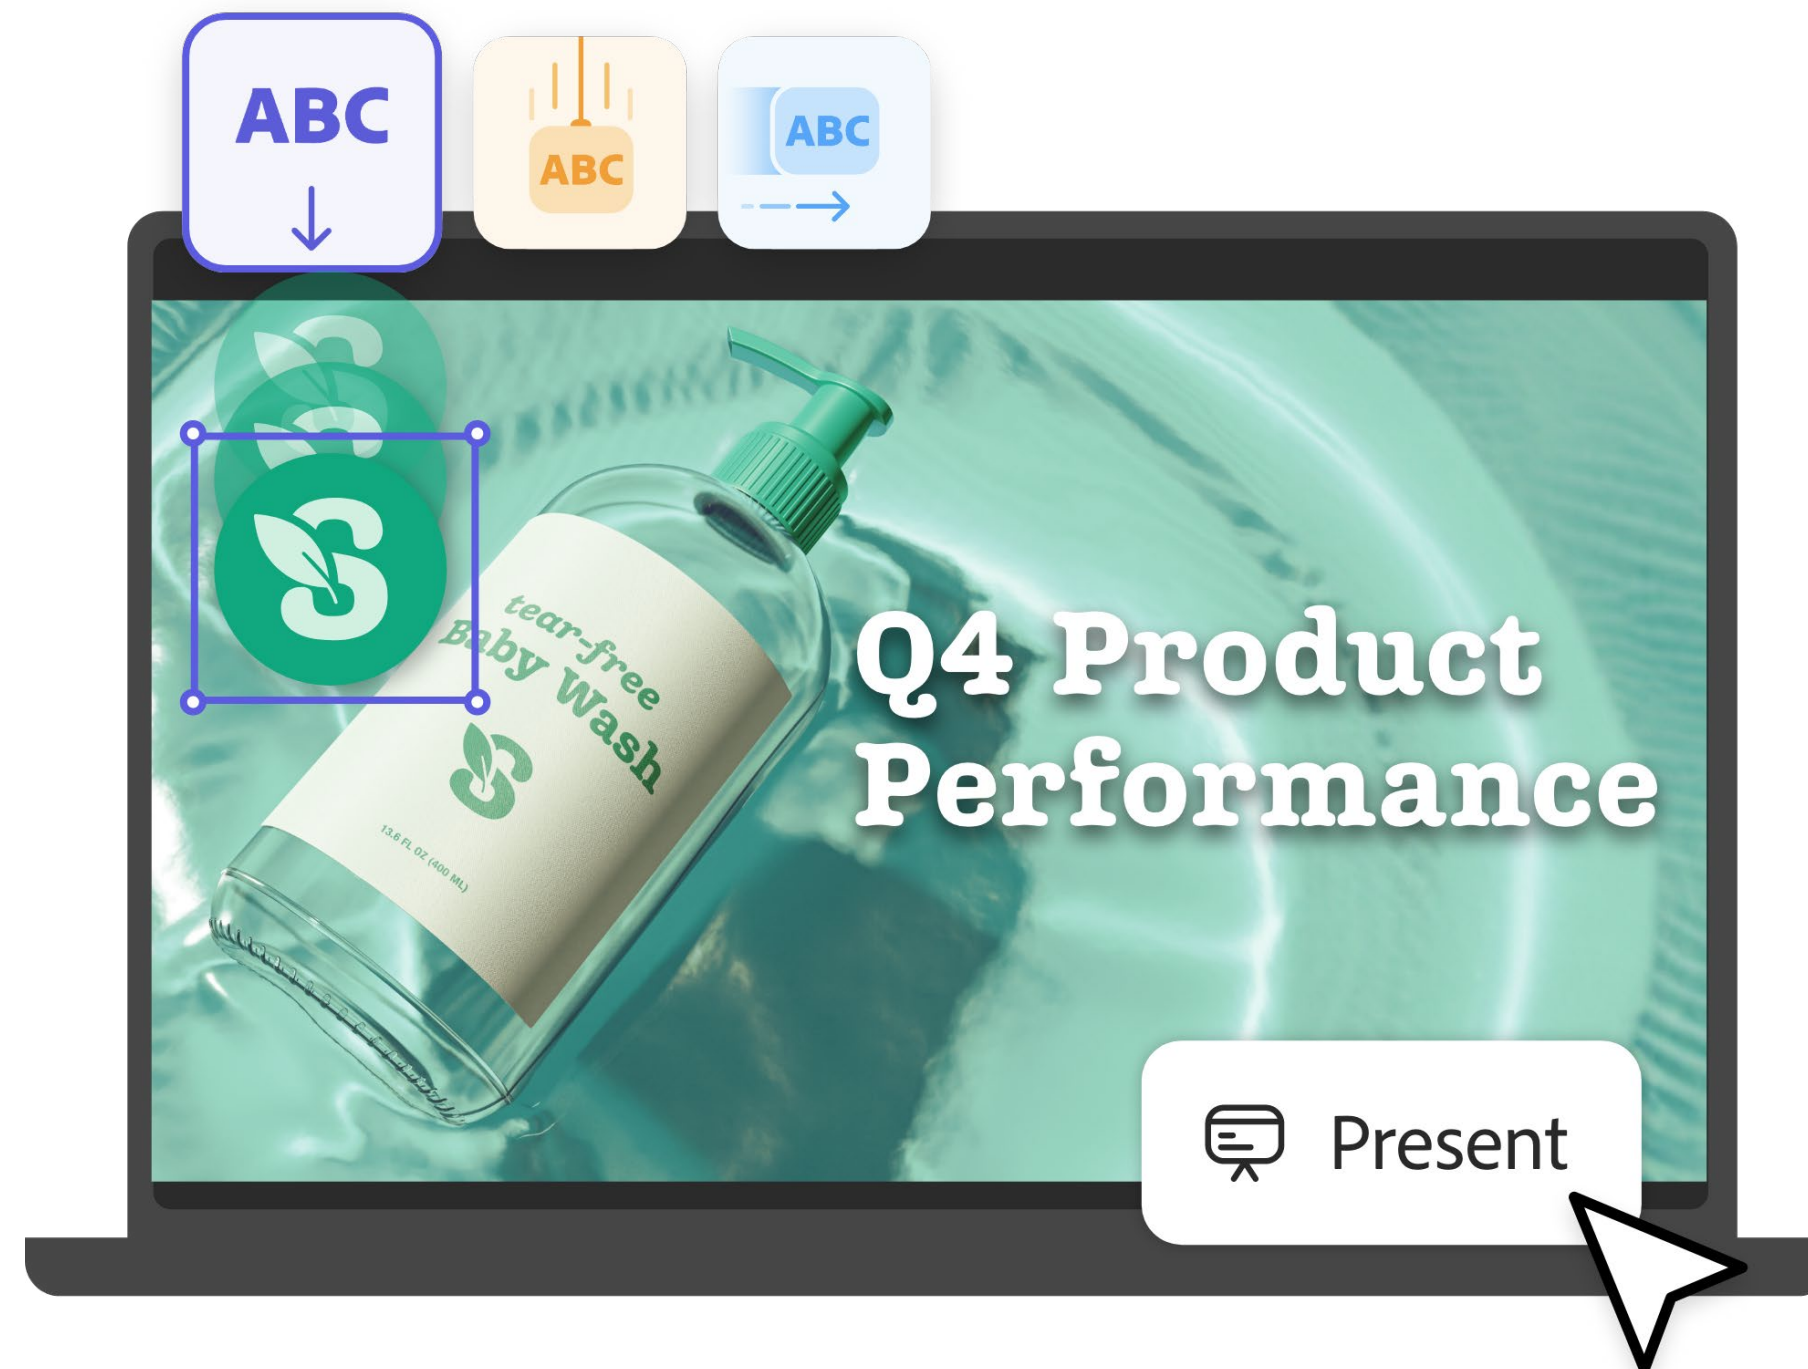 ABC
ABC
ABC
S
tear-free
Baby Wash
S
13.6 FL OZ (400 ML)
Q4 Product
Performance
Present